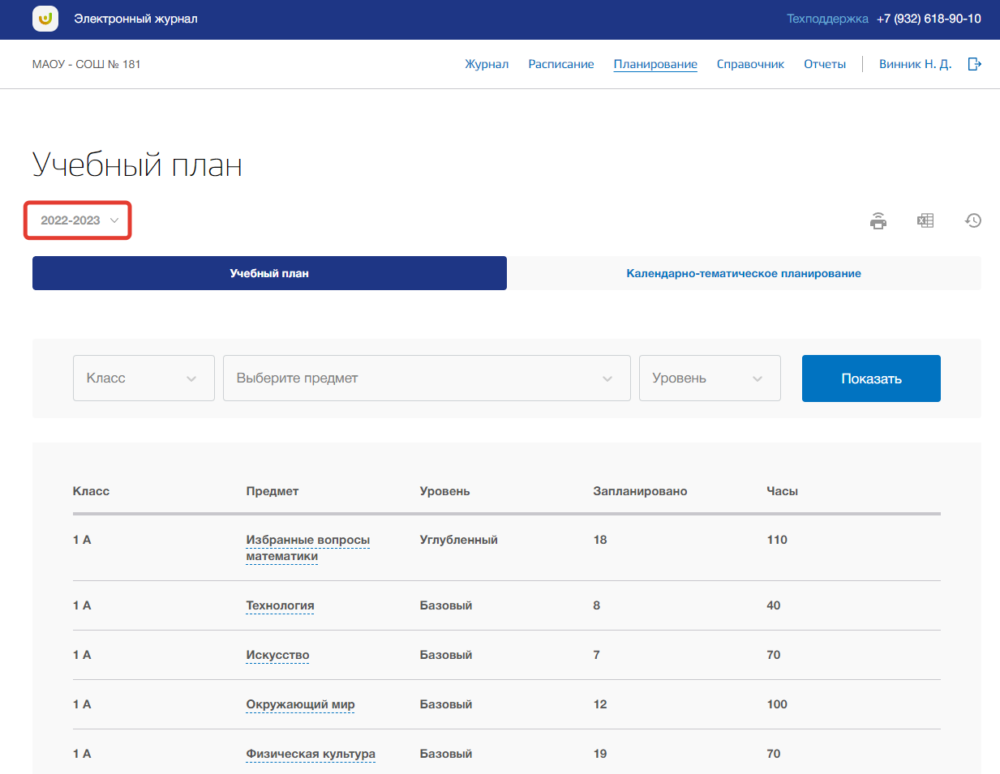 Электронный журнал
Техподдержка +7 (932) 618-90-10
МАОУ - СОШ № 181
Журнал Расписание Планирование Справочник Отчеты Винник Н. Д.
Учебный план
2022-2023
Учебный план Календарно-тематическое планирование
Класс Выберите предмет Уровень Показать
Класс Предмет Уровень Запланировано Часы
1 А Избранные вопросы Углубленный 18 110
математики
1 А Технология Базовый 8 40
1 А Искусство Базовый 7 70
1 А Окружающий мир Базовый 12 100
1 А Физическая культура Базовый 19 70